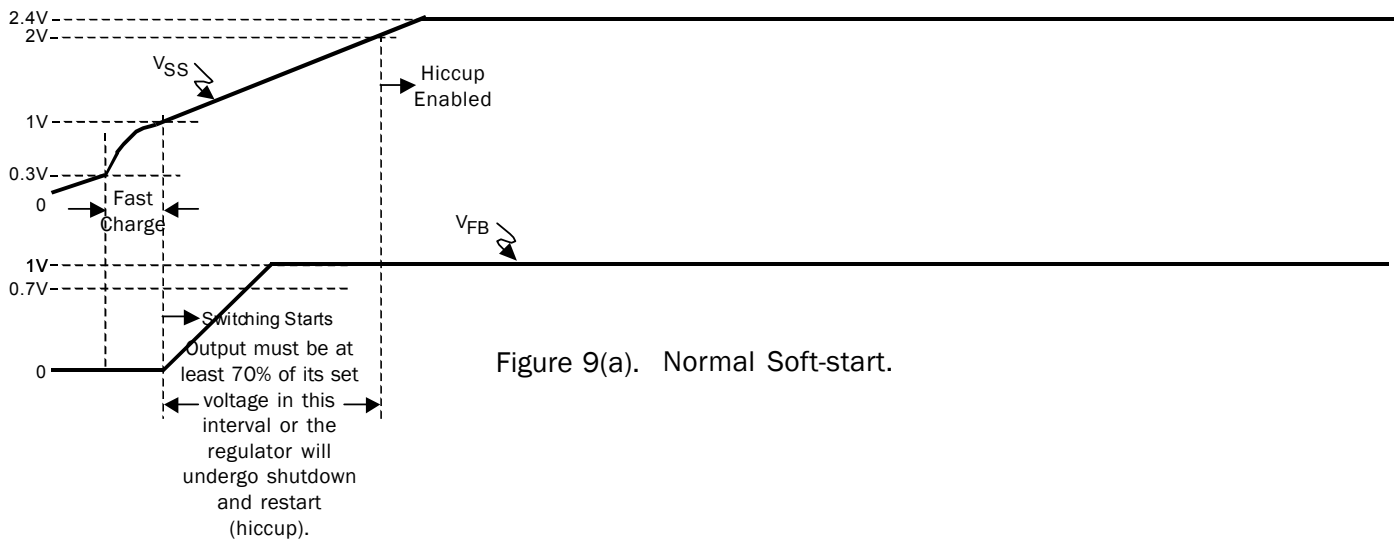 2.4V
2V
VSS
Hiccup
Enabled
1V
0.3V
0
Fast
Charge
VFB
1V
0.7V
Switching Starts
Output must be at
least 70% of its set
voltage in this
interval or the
regulator will
undergo shutdown
and restart
(hiccup).
0
Figure 9(a). Normal Soft-start.